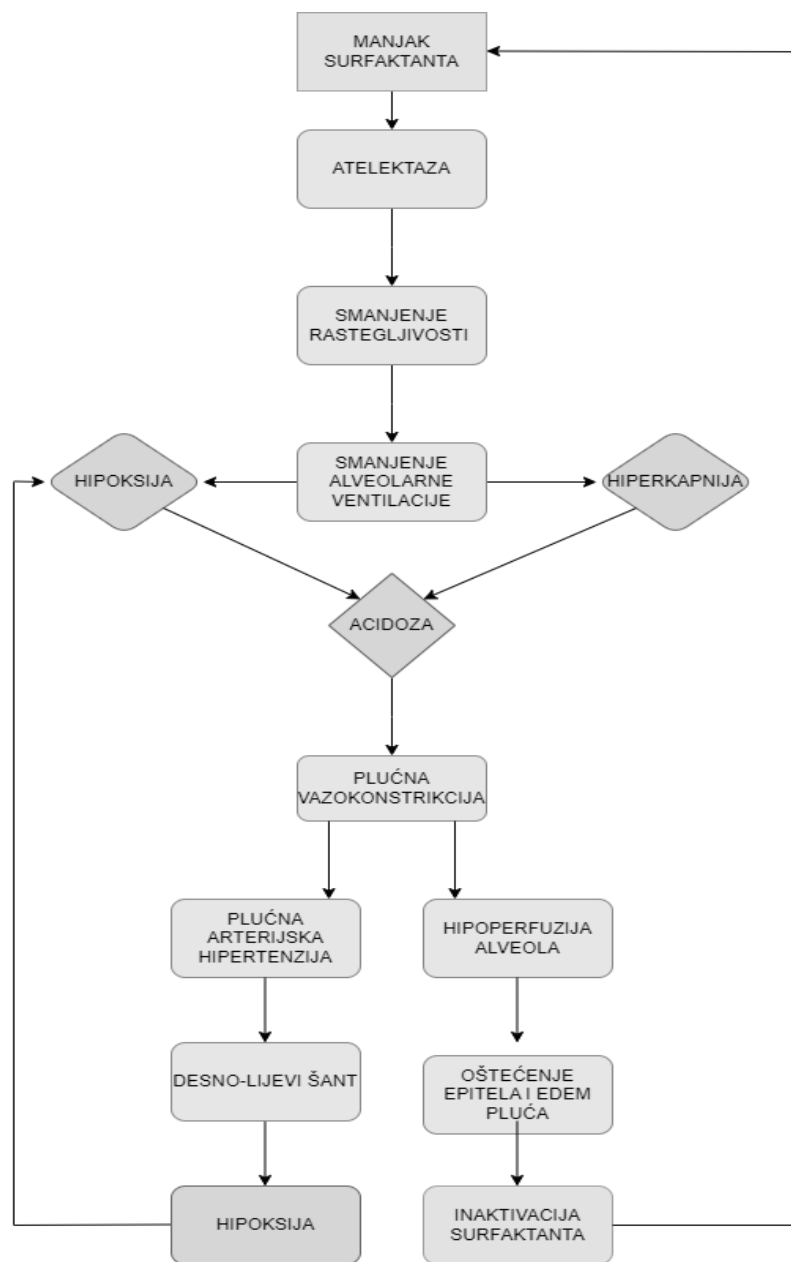 MANJAK
SURFAKTANTA
ATELEKTAZA
SMANJENJE
RASTEGLJIVOSTI
HIPOKSIJA
SMANJENJE
ALVEOLARNE
VENTILACIJE
HIPERKAPNIJA
ACIDOZA
PLUĆNA
VAZOKONSTRIKCIJA
PLUĆNA
ARTERIJSKA
HIPERTENZIJA
HIPOPERFUZIJA
ALVEOLA
DESNO-LIJEVI ŠANT
OŠTEĆENJE
EPITELA I EDEM
PLUĆA
HIPOKSIJA
INAKTIVACIJA
SURFAKTANTA